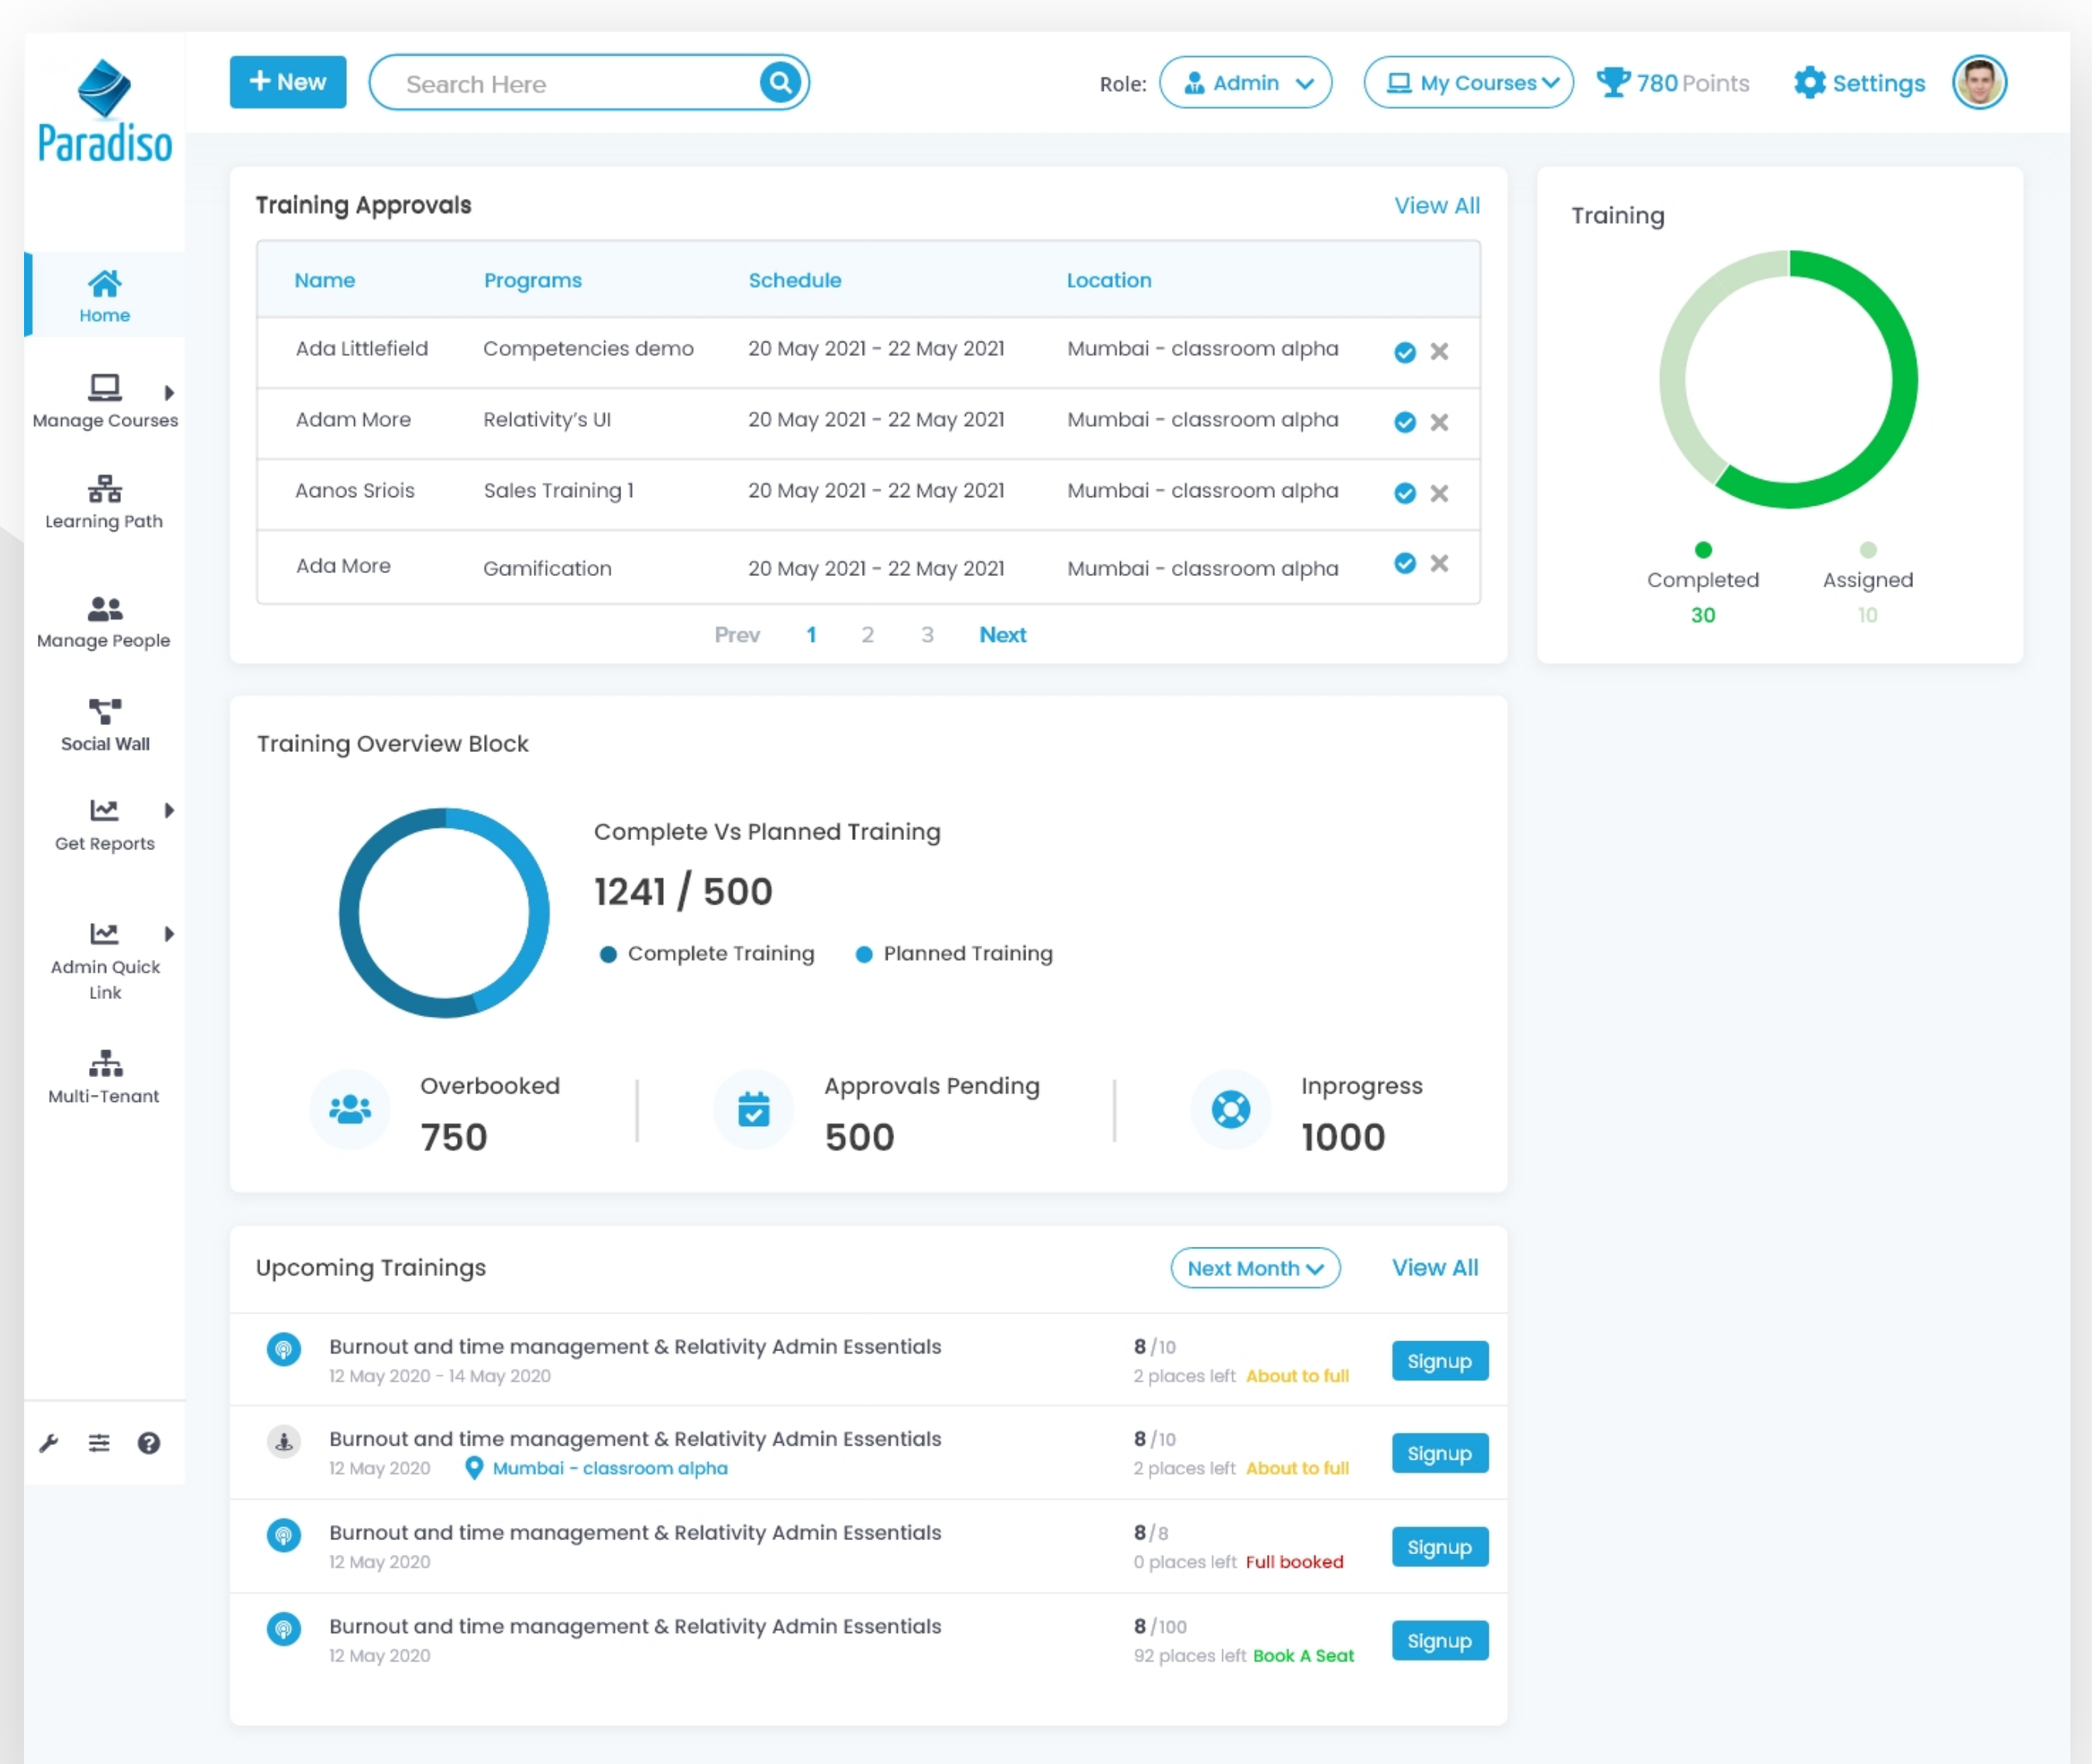 Paradiso
+ New
Search Here
Role: Admin My Courses 780 Points Settings
Home
Manage Courses
Learning Path
Manage People
Social Wall
Get Reports
Admin Quick
Link
Multi-Tenant
Training Approvals View All
Name Programs Schedule Location
Ada Littlefield Competencies demo 20 May 2021 - 22 May 2021 Mumbai - classroom alpha
Adam More Relativity's UI 20 May 2021 - 22 May 2021 Mumbai - classroom alpha
Aanos Sriois Sales Training 1 20 May 2021 - 22 May 2021 Mumbai - classroom alpha
Ada More Gamification 20 May 2021 - 22 May 2021 Mumbai - classroom alpha
Prev 1 2 3 Next
Training
Completed Assigned
30 10
Training Overview Block
Complete Vs Planned Training
1241 / 500
Complete Training Planned Training
Overbooked Approvals Pending Inprogress
750 500 1000
Upcoming Trainings Next Month View All
Burnout and time management & Relativity Admin Essentials 8 /10
12 May 2020 - 14 May 2020 2 places left About to full Signup
Burnout and time management & Relativity Admin Essentials 8 /10
12 May 2020 Mumbai - classroom alpha 2 places left About to full Signup
Burnout and time management & Relativity Admin Essentials 8/8
12 May 2020 0 places left Full booked Signup
Burnout and time management & Relativity Admin Essentials 8 /100
12 May 2020 92 places left Book A Seat Signup